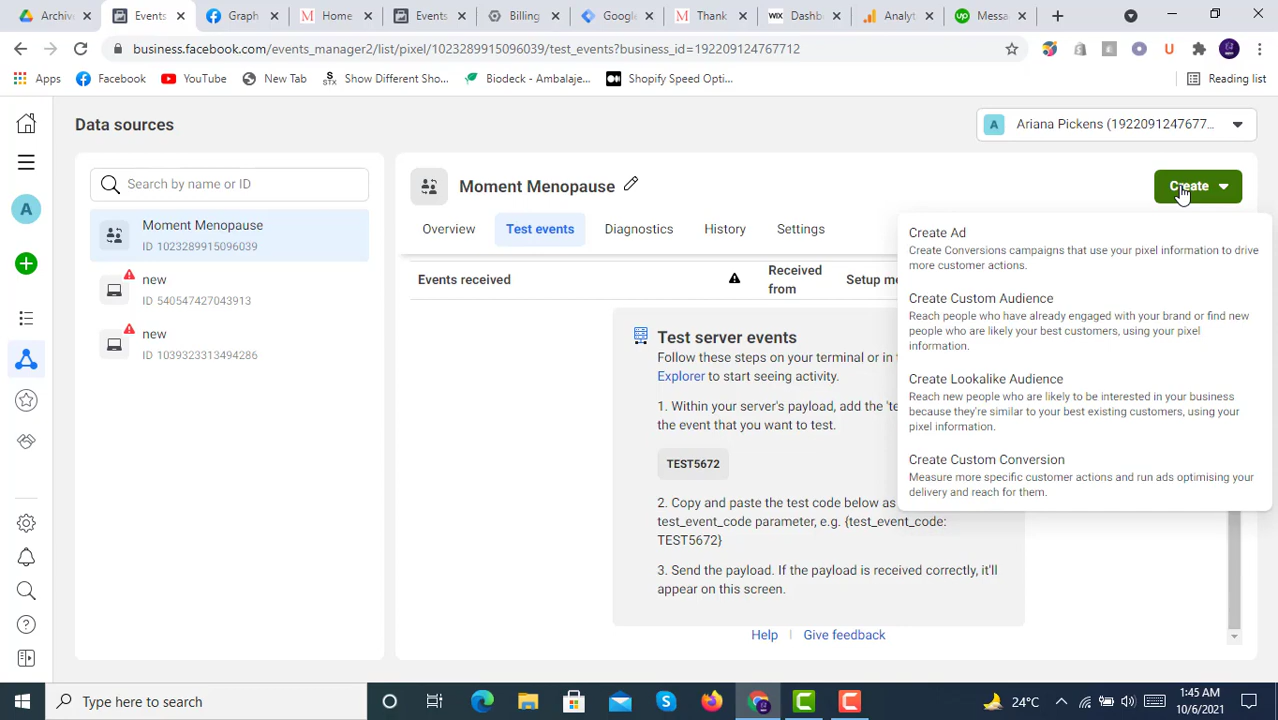 Archiv
Events
Graph
Home
Events
Billing
Google
Thank
WIX
Dashb
Analyt
up
Messa
business.facebook.com/events_manager2/list/pixel/1023289915096039/test_events?business_id=192209124767712
Apps
Facebook
YouTube
New Tab
STX
Show Different Sho...
Biodeck - Ambalaje...
Shopify Speed Opt...
Reading list
Data sources
A
Ariana Pickens (1922091247677...
Search by name or ID
Moment Menopause
Create
A
Moment Menopause
ID 1023289915096039
Overview
Test events
Diagnostics
History
Settings
Create Ad
Create Conversions campaigns that use your pixel information to drive
more customer actions.
new
ID 540547427043913
Events received
Received
from
Setup me
Create Custom Audience
Reach people who have already engaged with your brand or find new
people who are likely your best customers, using your pixel
information.
new
ID 1039323313494286
Test server events
Follow these steps on your terminal or in
Explorer to start seeing activity.
Create Lookalike Audience
Reach new people who are likely to be interested in your business
because they're similar to your best existing customers, using your
pixel information.
1. Within your server's payload, add the 'te
the event that you want to test.
TEST5672
Create Custom Conversion
Measure more specific customer actions and run ads optimising your
delivery and reach for them.
2. Copy and paste the test code below as
test_event_code parameter, e.g. {test_event_code:
TEST5672}
3. Send the payload. If the payload is received correctly, it'll
appear on this screen.
Help
Give feedback
Type here to search
24°C
1:45 AM
10/6/2021